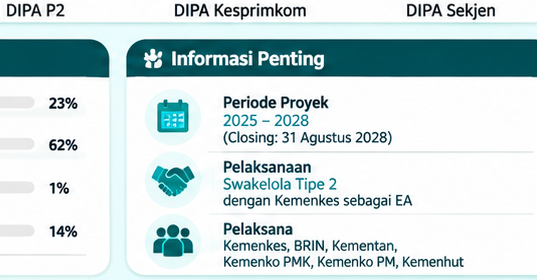 DIPA P2
DIPA Kesprimkom
DIPA Sekjen
23%
62%
1%
14%
Informasi Penting
Periode Proyek
2025 – 2028
(Closing: 31 Agustus 2028)
Pelaksanaan
Swakelola Tipe 2
dengan Kemenkes sebagai EA
Pelaksana
Kemenkes, BRIN, Kementan,
Kemenko PMK, Kemenko PM, Kemenhut